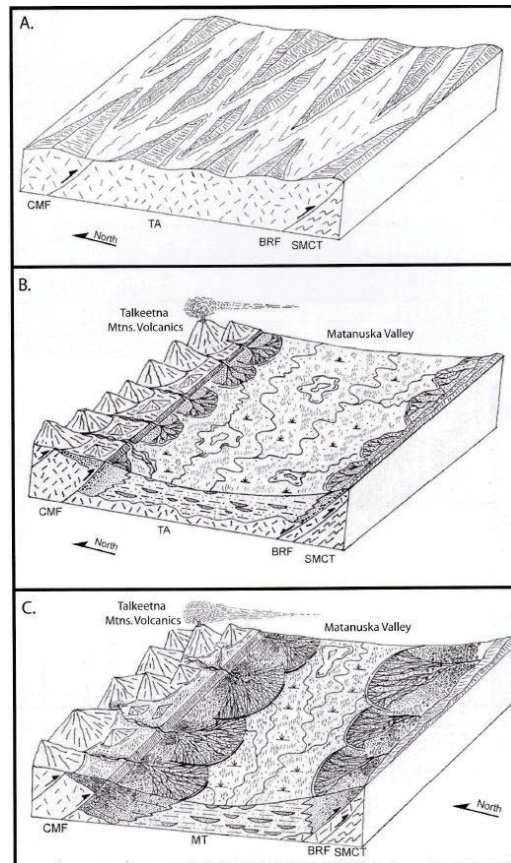 A.
CMF
TA
BRF
SMCT
North
B.
Talkeetna
Mtns. Volcanics
Matanuska Valley
CMF
TA
BRF
SMCT
North
C.
Talkeetna
Mtns. Volcanics
Matanuska Valley
North
CMF
MT
BRF SMCT